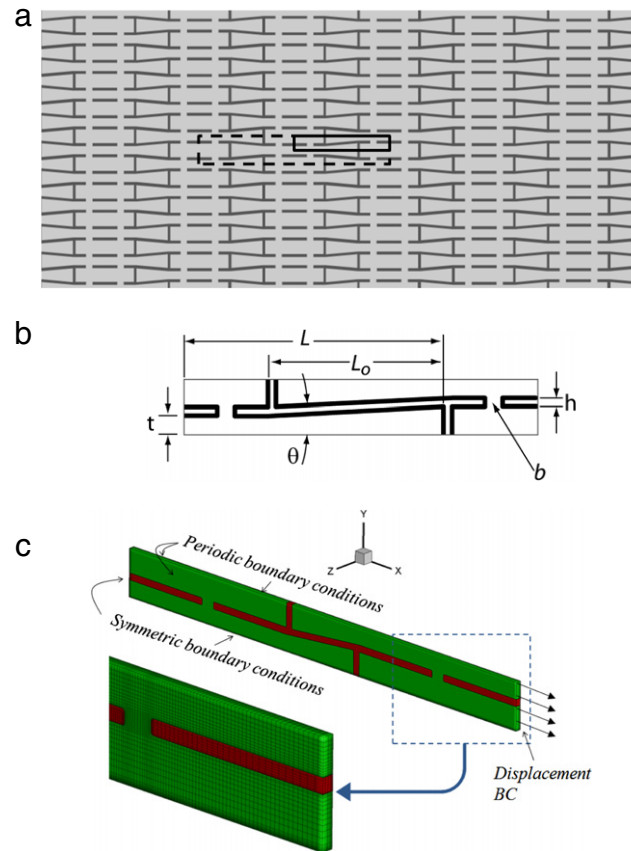 a
b
L
Lo
t
θ
h
b
c
Y
Z
X
Periodic boundary conditions
Symmetric boundary conditions
Displacement
BC